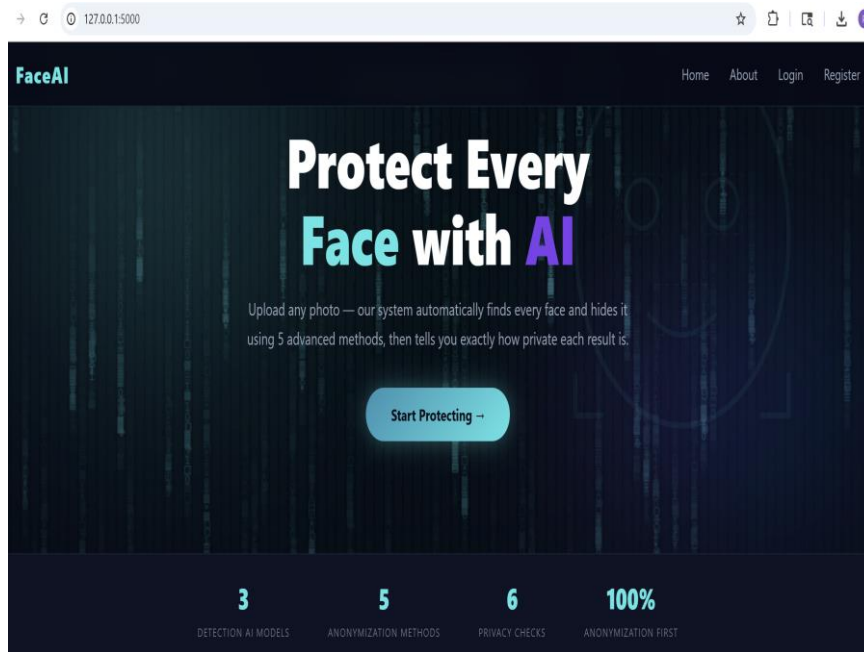 127.0.0.1:5000
FaceAI
Home About Login Register
Protect Every
Face with AI
Upload any photo — our system automatically finds every face and hides it
using 5 advanced methods, then tells you exactly how private each result is.
Start Protecting →
3 5 6 100%
DETECTION AI MODELS ANONYMIZATION METHODS PRIVACY CHECKS ANONYMIZATION FIRST